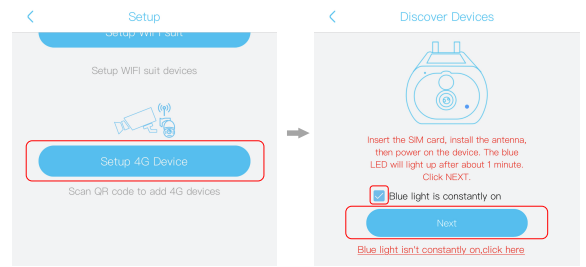 Setup
Setup WIFI suit
Setup WIFI suit devices
Setup 4G Device
Scan QR code to add 4G devices
Discover Devices
Insert the SIM card, install the antenna,
then power on the device. The blue
LED will light up after about 1 minute.
Click NEXT.
Blue light is constantly on
Next
Blue light isn't constantly on,click here